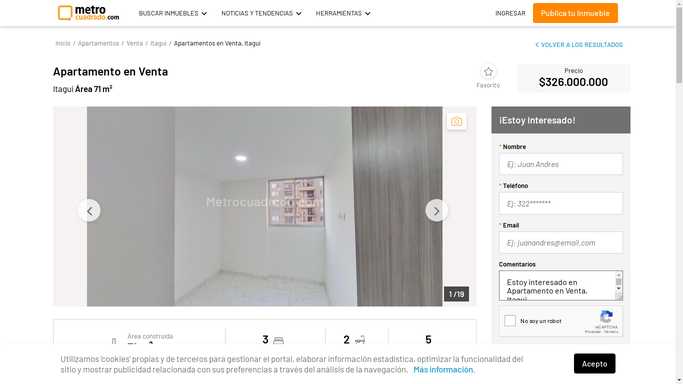 metro
cuadrado.com
BUSCAR INMUEBLES
NOTICIAS Y TENDENCIAS
HERRAMIENTAS
INGRESAR
Publica tu Inmueble
Inicio / Apartamentos / Venta / Itagui / Apartamentos en Venta, Itagui
VOLVER A LOS RESULTADOS
Apartamento en Venta
Itagui Área 71 m²
Favorito
Precio
$326.000.000
Metrocuadrado.com
1 /19
¡Estoy Interesado!
* Nombre
Ej: Juan Andres
* Teléfono
Ej: 322*******
* Email
Ej: juanandres@email.com
Comentarios
Estoy interesado en
Apartamento en Venta,
Itagui
No soy un robot
reCAPTCHA
Privacidad - Términos
Área construida
3
2
5
Utilizamos 'cookies' propias y de terceros para gestionar el portal, elaborar información estadística, optimizar la funcionalidad del
sitio y mostrar publicidad relacionada con sus preferencias a través del análisis de la navegación. Más información.
Acepto